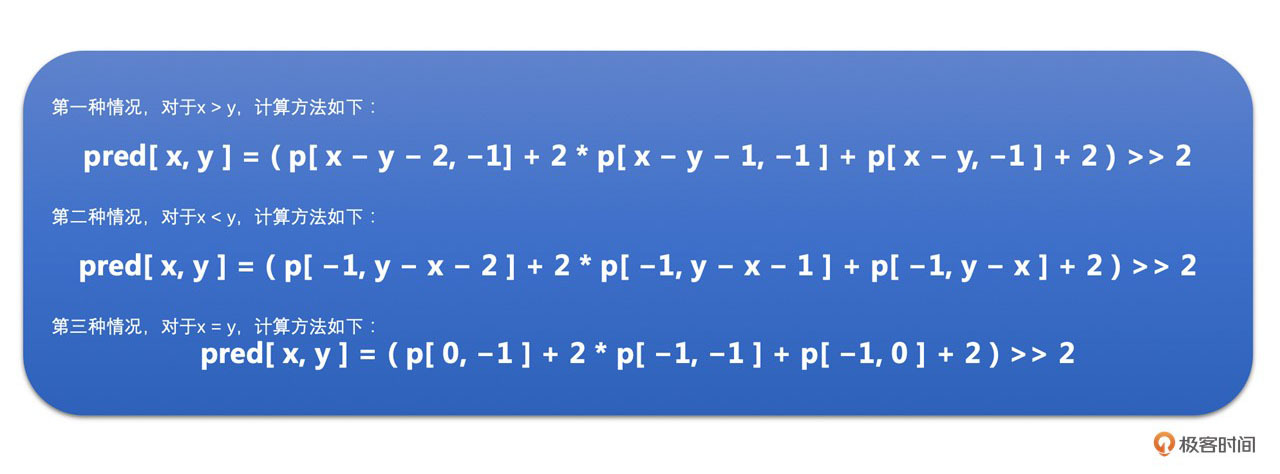 第一种情况，对于x > y，计算方法如下：
pred[ x, y ] = ( p[ x − y − 2, −1] + 2 * p[ x − y − 1, −1 ] + p[ x − y, −1 ] + 2 ) >> 2
第二种情况，对于x < y，计算方法如下：
pred[ x, y ] = ( p[ −1, y − x − 2 ] + 2 * p[ −1, y − x − 1 ] + p[ −1, y − x ] + 2 ) >> 2
第三种情况，对于x = y，计算方法如下：
pred[ x, y ] = ( p[ 0, −1 ] + 2 * p[ −1, −1 ] + p[ −1, 0 ] + 2 ) >> 2
极客时间